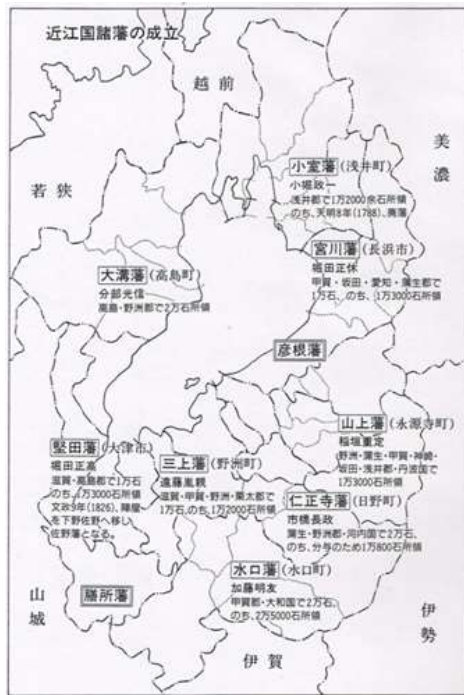 近江国諸藩の成立
越前
美濃
若狭
小室藩(浅井町)
小堀政一
浅井郡で1万2000余石所領
のち、天明8年(1788)、廃藩
宮川藩(長浜市)
堀田正休
甲賀・坂田・愛知・蒲生郡で
1万石、のち、1万3000石所領
大溝藩(高島町)
分部光信
高島・野洲郡で2万石所領
彦根藩
山上藩(永源寺町)
稲垣重定
野洲・蒲生・甲賀・神崎・
坂田・浅井郡・丹波国で
1万3000石所領
堅田藩(大津市)
堀田正高
滋賀・高島郡で1万石
のち、1万3000石所領
文政9年(1826)、陣屋
を下野佐野へ移し
佐野藩となる。
三上藩(野洲町)
遠藤胤親
滋賀・甲賀・野洲・栗太郡で
1万石、のち、1万2000石所領
仁正寺藩(日野町)
市橋長政
蒲生・野洲郡・河内国で2万石、
のち、分与のため1万800石所領
水口藩(水口町)
加藤明友
甲賀郡・大和国で2万石、
のち、2万5000石所領
膳所藩
山城
伊賀
伊勢